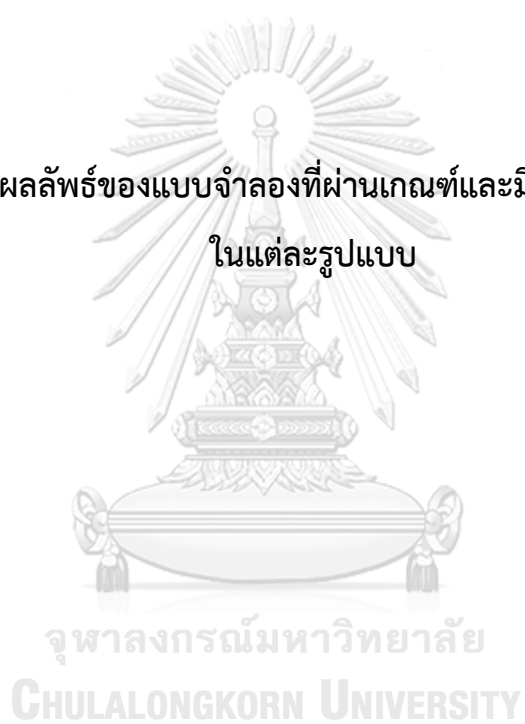 ผลลัพธ์ของแบบจำลองที่ผ่านเกณฑ์และมี
ในแต่ละรูปแบบ
จุฬาลงกรณ์มหาวิทยาลัย
CHULALONGKORN UNIVERSITY